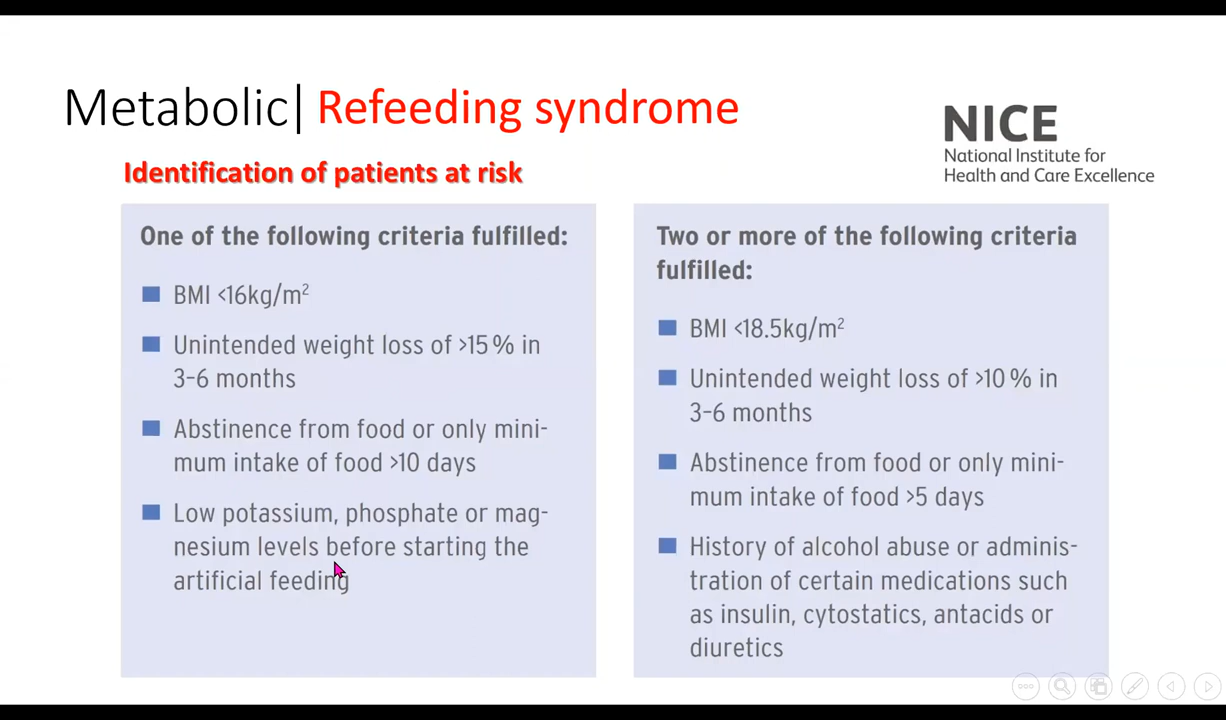 Metabolic| Refeeding syndrome
NICE
National Institute for
Health and Care Excellence
Identification of patients at risk
One of the following criteria fulfilled:
BMI <16kg/m²
Unintended weight loss of >15% in
3–6 months
Abstinence from food or only mini-
mum intake of food >10 days
Low potassium, phosphate or mag-
nesium levels before starting the
artificial feeding
Two or more of the following criteria
fulfilled:
BMI <18.5kg/m²
Unintended weight loss of >10% in
3–6 months
Abstinence from food or only mini-
mum intake of food >5 days
History of alcohol abuse or adminis-
tration of certain medications such
as insulin, cytostatics, antacids or
diuretics